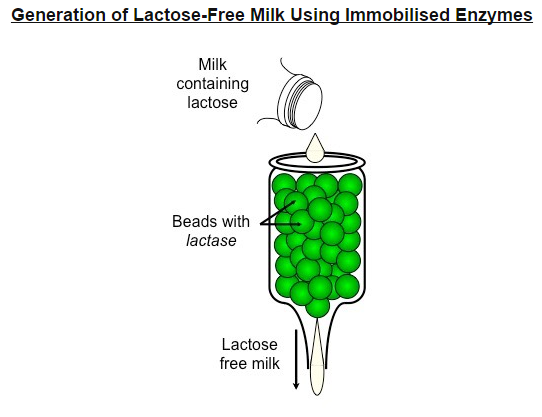 Generation of Lactose-Free Milk Using Immobilised Enzymes
Milk
containing
lactose
Beads with
lactase
Lactose
free milk